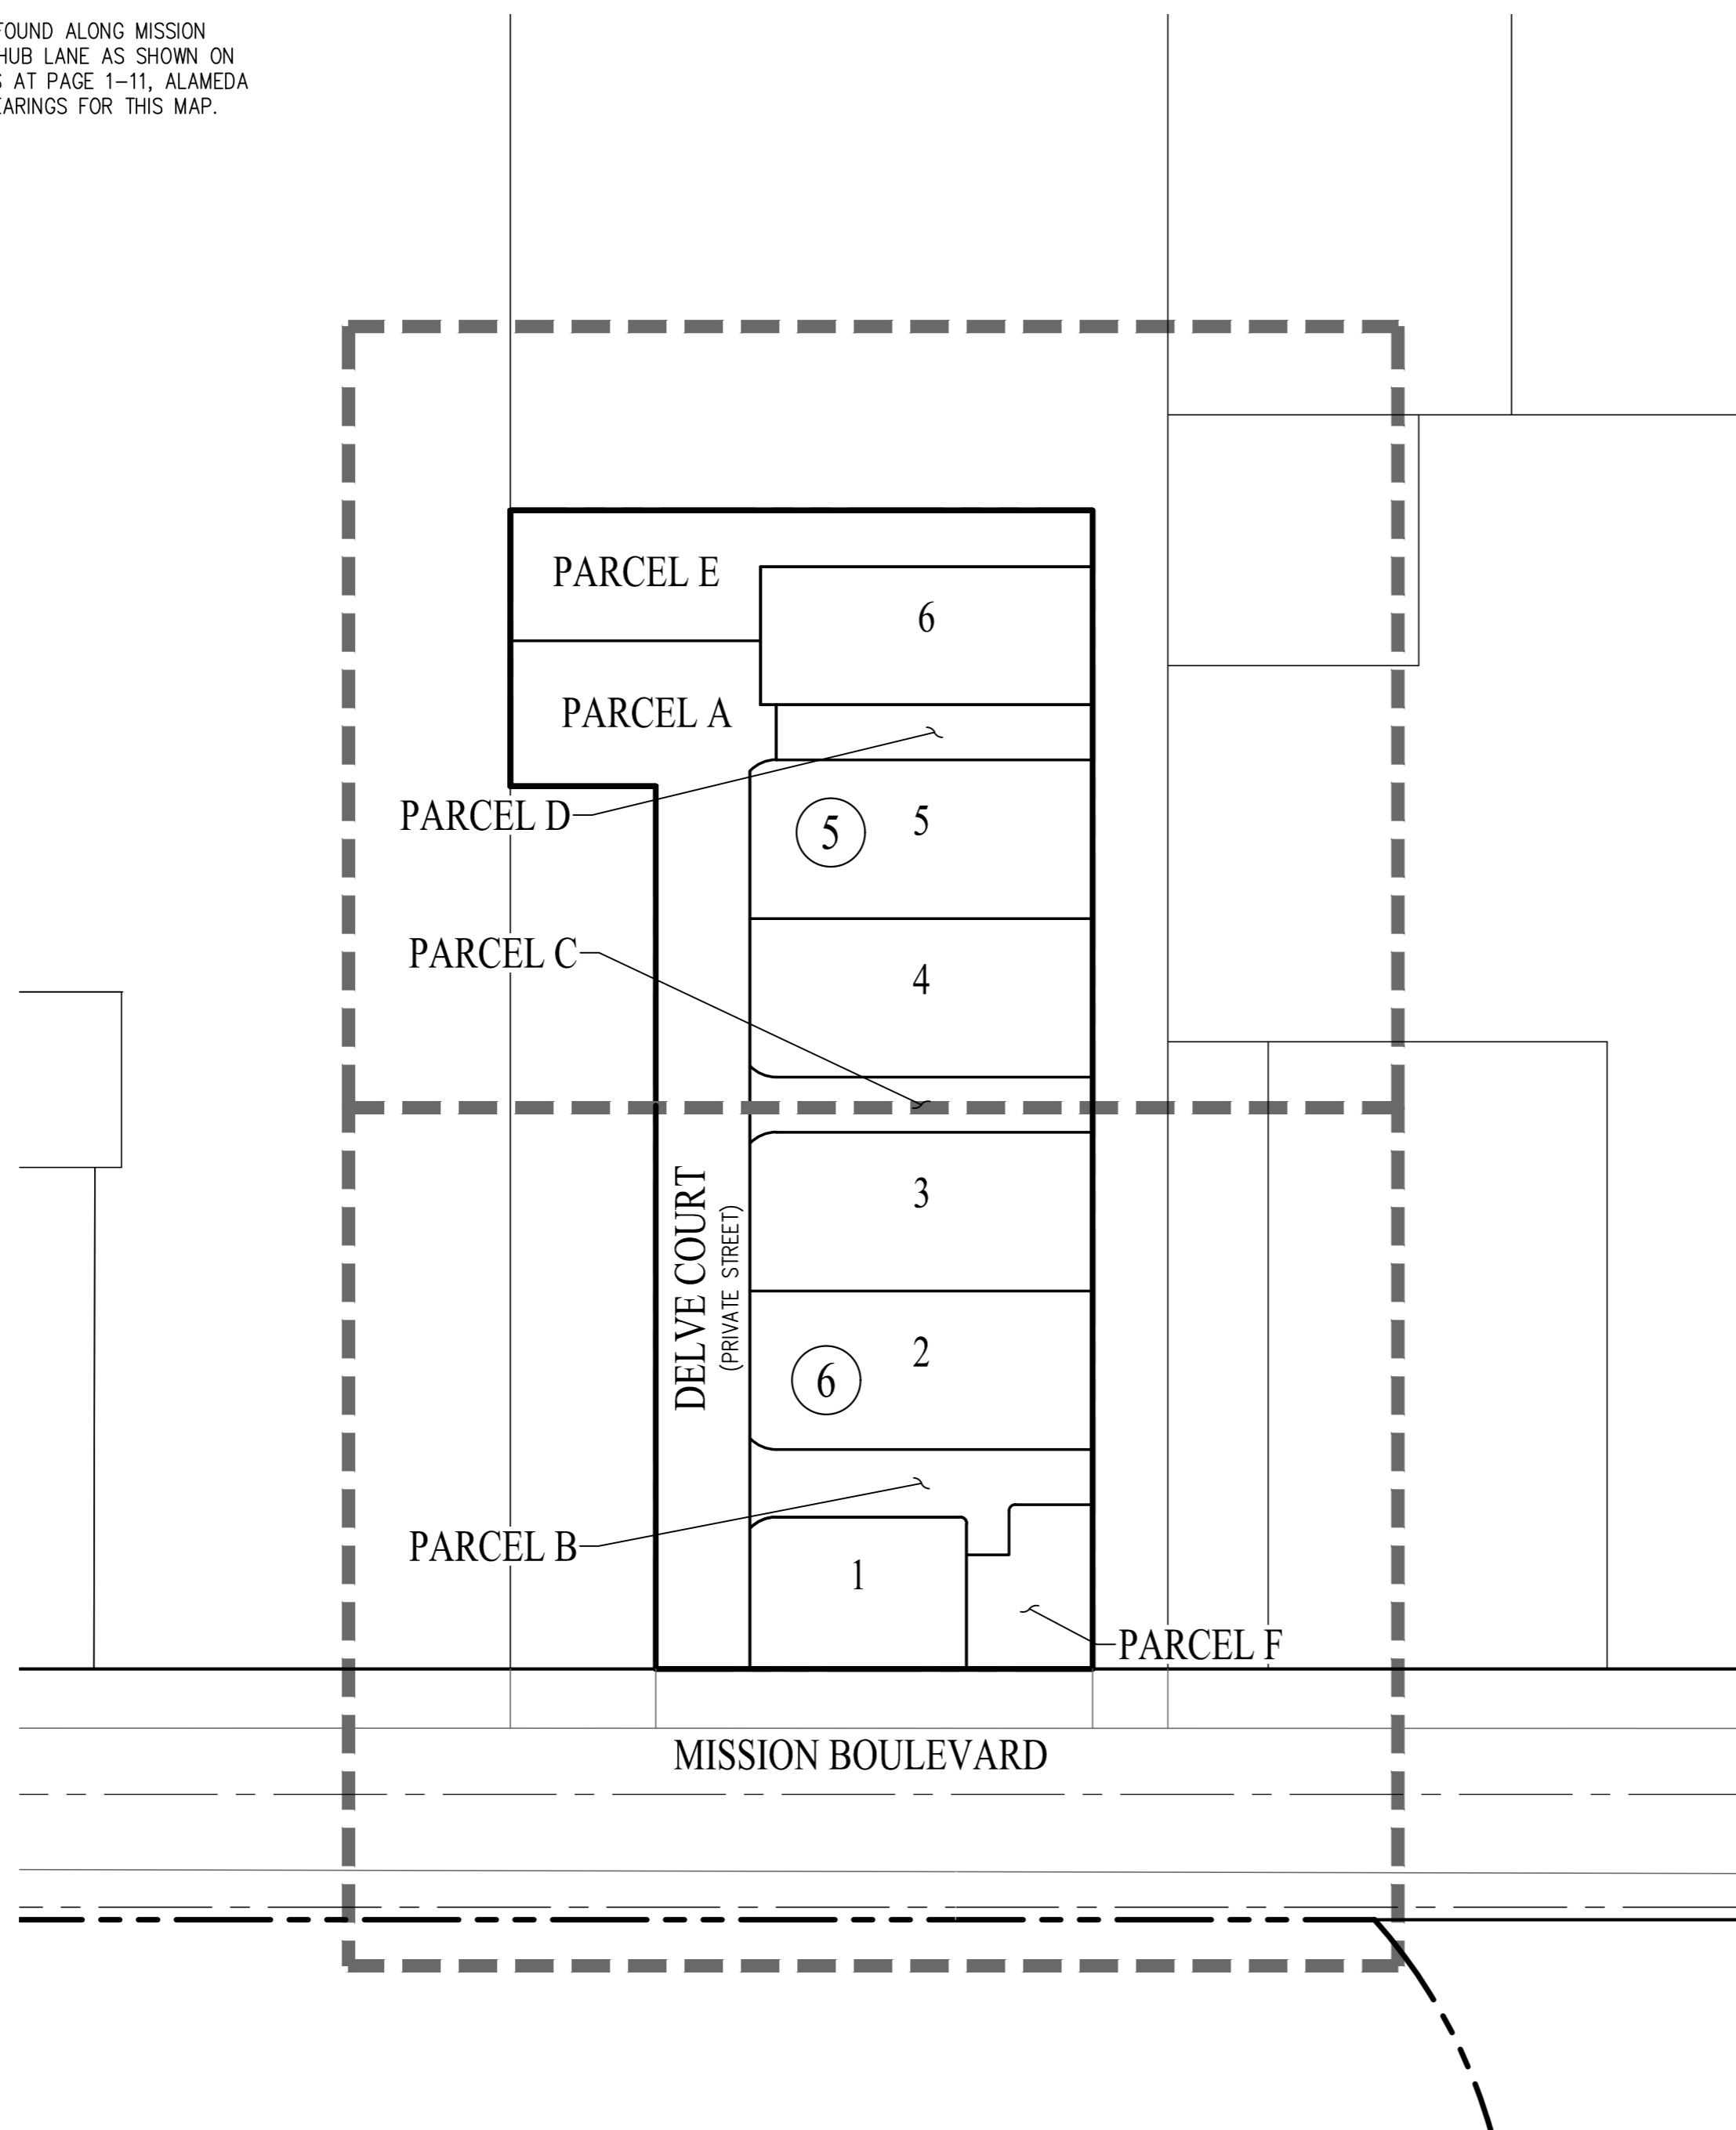 FOUND ALONG MISSION
HUB LANE AS SHOWN ON
AT PAGE 1-11, ALAMEDA
FOR THIS MAP.
PARCEL E
6
PARCEL A
PARCEL D
5
5
PARCEL C
4
3
DELVE COURT
(PRIVATE STREET)
2
6
PARCEL B
1
PARCEL F
MISSION BOULEVARD